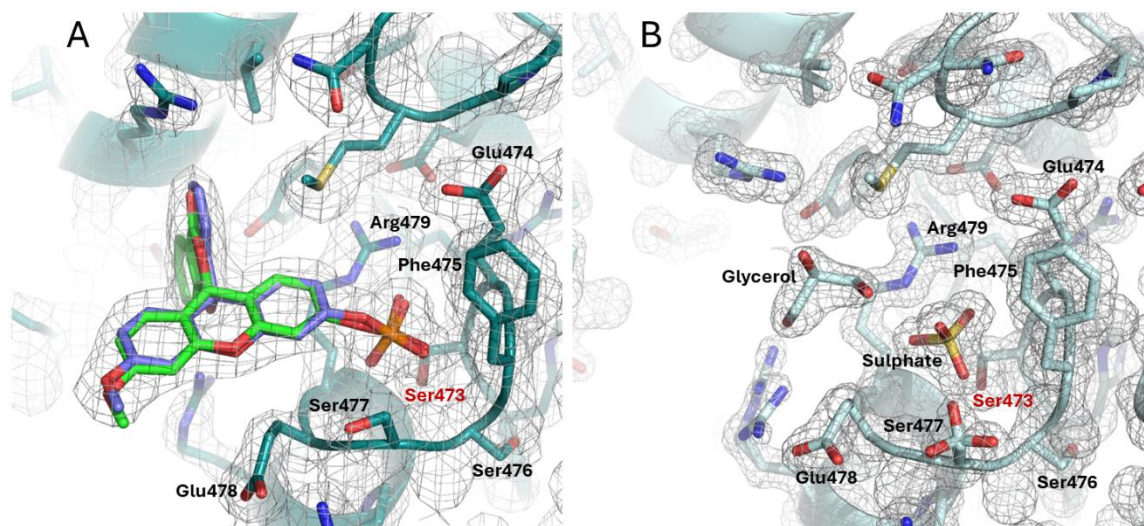 A
Glu474
Arg479
Phe475
Ser473
Ser477
Ser476
Glu478
B
Glu474
Arg479
Phe475
Glycerol
Sulphate
Ser473
Ser477
Glu478
Ser476